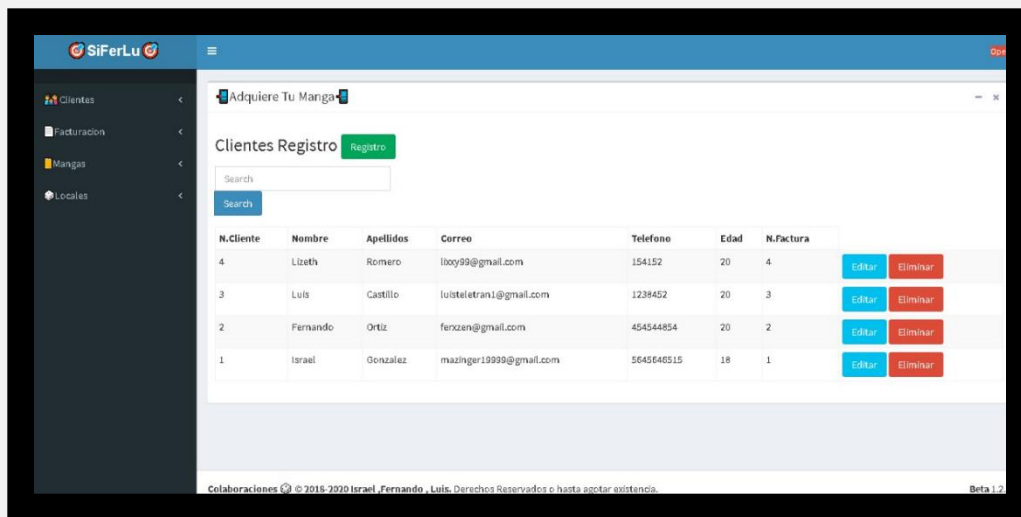 SiFerLu
Ope
Clientes
Facturacion
Mangas
Locales
Adquiere Tu Manga
Clientes Registro Registro
Search
Search
N.Cliente Nombre Apellidos Correo Telefono Edad N.Factura
4 Lizeth Romero lixxy99@gmail.com 154152 20 4 Editar Eliminar
3 Luis Castillo luisteletran1@gmail.com 1238452 20 3 Editar Eliminar
2 Fernando Ortiz ferxzen@gmail.com 454544854 20 2 Editar Eliminar
1 Israel Gonzalez mazinger19999@gmail.com 5645646515 18 1 Editar Eliminar
Colaboraciones © 2018-2020 Israel ,Fernando , Luis. Derechos Reservados o hasta agotar existencia. Beta 1.2.